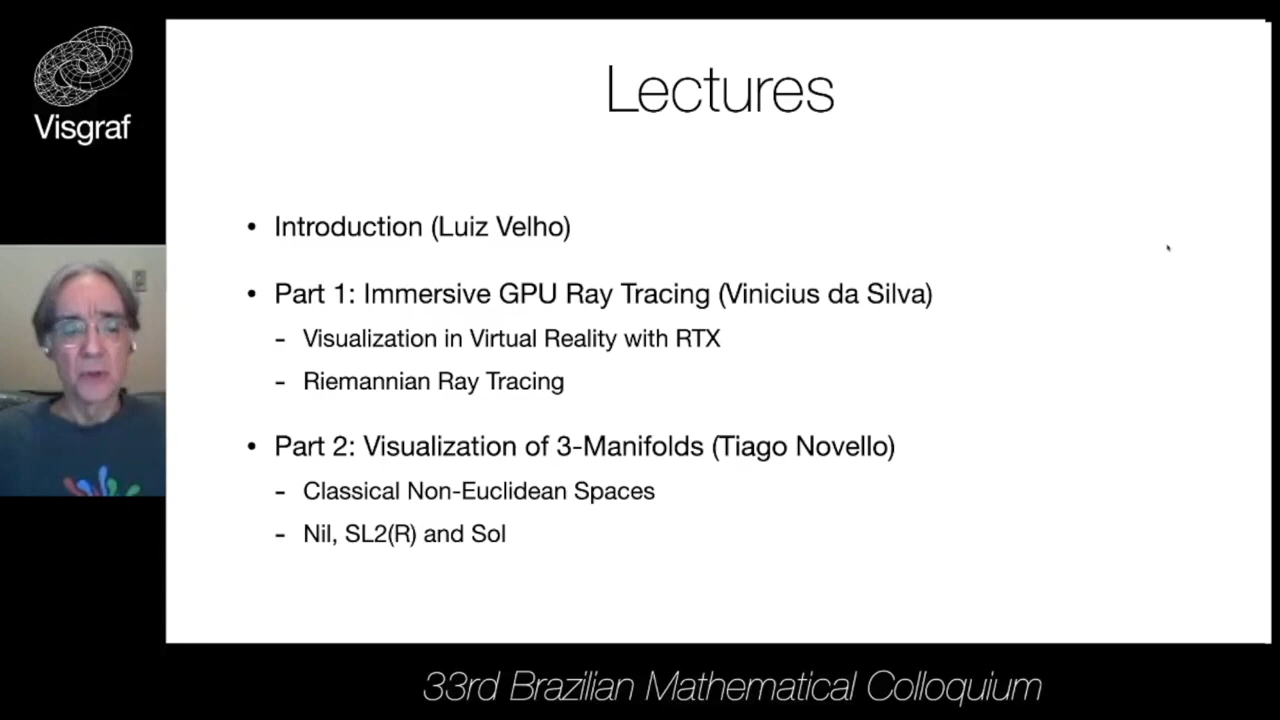 Visgraf
Lectures
• Introduction (Luiz Velho)
• Part 1: Immersive GPU Ray Tracing (Vinicius da Silva)
- Visualization in Virtual Reality with RTX
- Riemannian Ray Tracing
• Part 2: Visualization of 3-Manifolds (Tiago Novello)
- Classical Non-Euclidean Spaces
- Nil, SL2(R) and Sol
33rd Brazilian Mathematical Colloquium